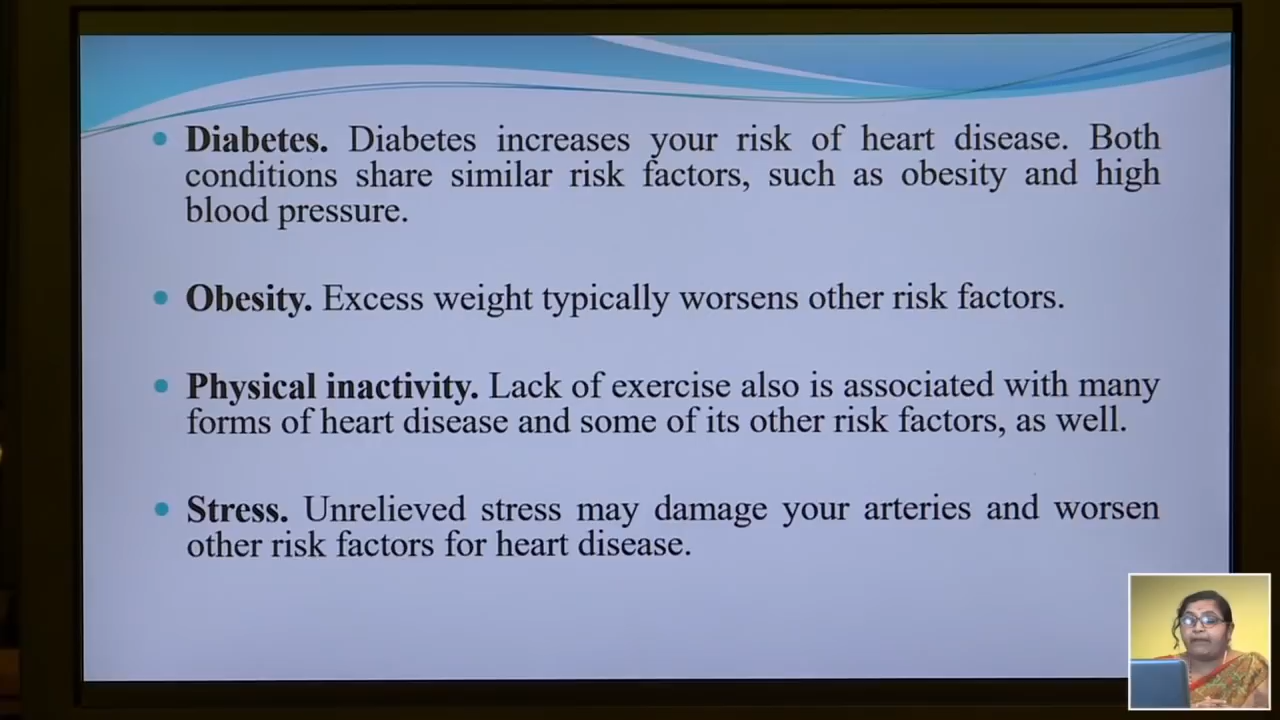 Diabetes. Diabetes increases your risk of heart disease. Both
conditions share similar risk factors, such as obesity and high
blood pressure.
Obesity. Excess weight typically worsens other risk factors.
Physical inactivity. Lack of exercise also is associated with many
forms of heart disease and some of its other risk factors, as well.
Stress. Unrelieved stress may damage your arteries and worsen
other risk factors for heart disease.